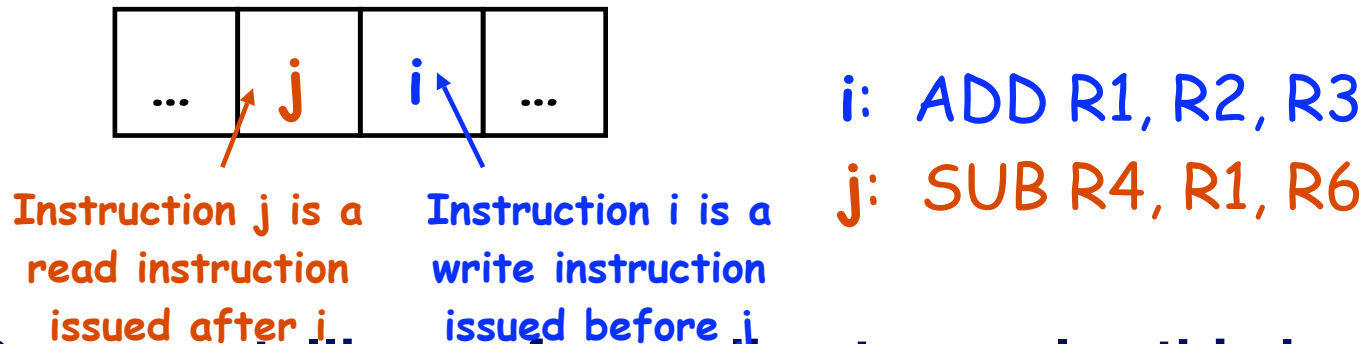 ... j i ...
i: ADD R1, R2, R3
j: SUB R4, R1, R6
Instruction j is a
read instruction
issued after i
Instruction i is a
write instruction
issued before j